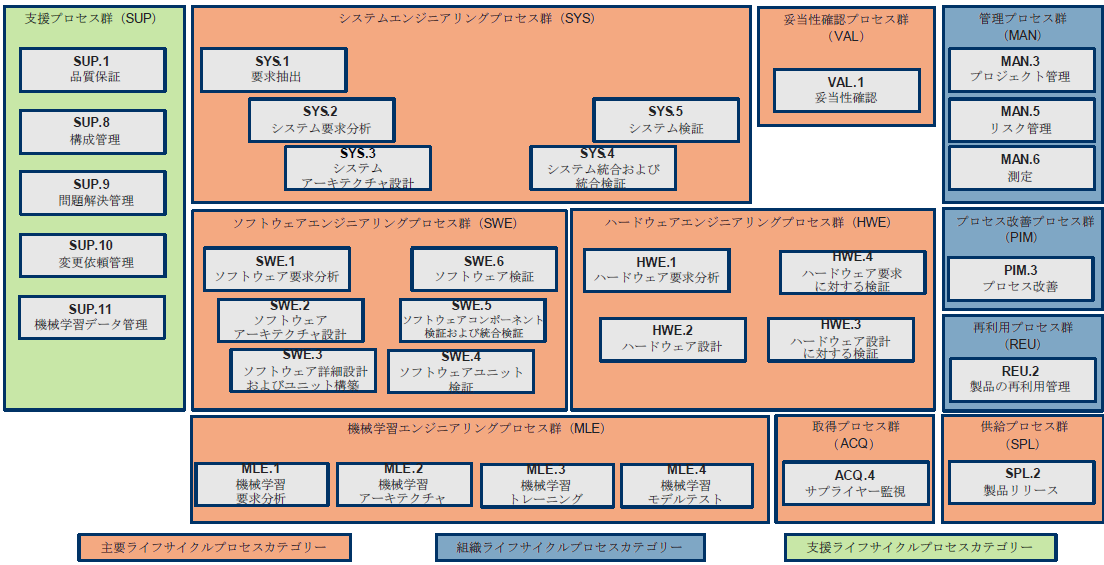 支援プロセス群（SUP）
SUP.1
品質保証
SUP.8
構成管理
SUP.9
問題解決管理
SUP.10
変更依頼管理
SUP.11
機械学習データ管理
システムエンジニアリングプロセス群（SYS）
SYS.1
要求抽出
SYS.2
システム要求分析
SYS.3
システム
アーキテクチャ設計
SYS.5
システム検証
SYS.4
システム統合および
統合検証
妥当性確認プロセス群
（VAL）
VAL.1
妥当性確認
管理プロセス群
（MAN）
MAN.3
プロジェクト管理
MAN.5
リスク管理
MAN.6
測定
ソフトウェアエンジニアリングプロセス群（SWE）
SWE.1
ソフトウェア要求分析
SWE.2
ソフトウェア
アーキテクチャ設計
SWE.3
ソフトウェア詳細設計
およびユニット構築
SWE.6
ソフトウェア検証
SWE.5
ソフトウェアコンポーネント
検証および統合検証
SWE.4
ソフトウェアユニット
検証
ハードウェアエンジニアリングプロセス群（HWE）
HWE.1
ハードウェア要求分析
HWE.2
ハードウェア設計
HWE.4
ハードウェア要求
に対する検証
HWE.3
ハードウェア設計
に対する検証
プロセス改善プロセス群
（PIM）
PIM.3
プロセス改善
再利用プロセス群
（REU）
REU.2
製品の再利用管理
機械学習エンジニアリングプロセス群（MLE）
MLE.1
機械学習
要求分析
MLE.2
機械学習
アーキテクチャ
MLE.3
機械学習
トレーニング
MLE.4
機械学習
モデルテスト
取得プロセス群
（ACQ）
ACQ.4
サプライヤー監視
供給プロセス群
（SPL）
SPL.2
製品リリース
主要ライフサイクルプロセスカテゴリー
組織ライフサイクルプロセスカテゴリー
支援ライフサイクルプロセスカテゴリー